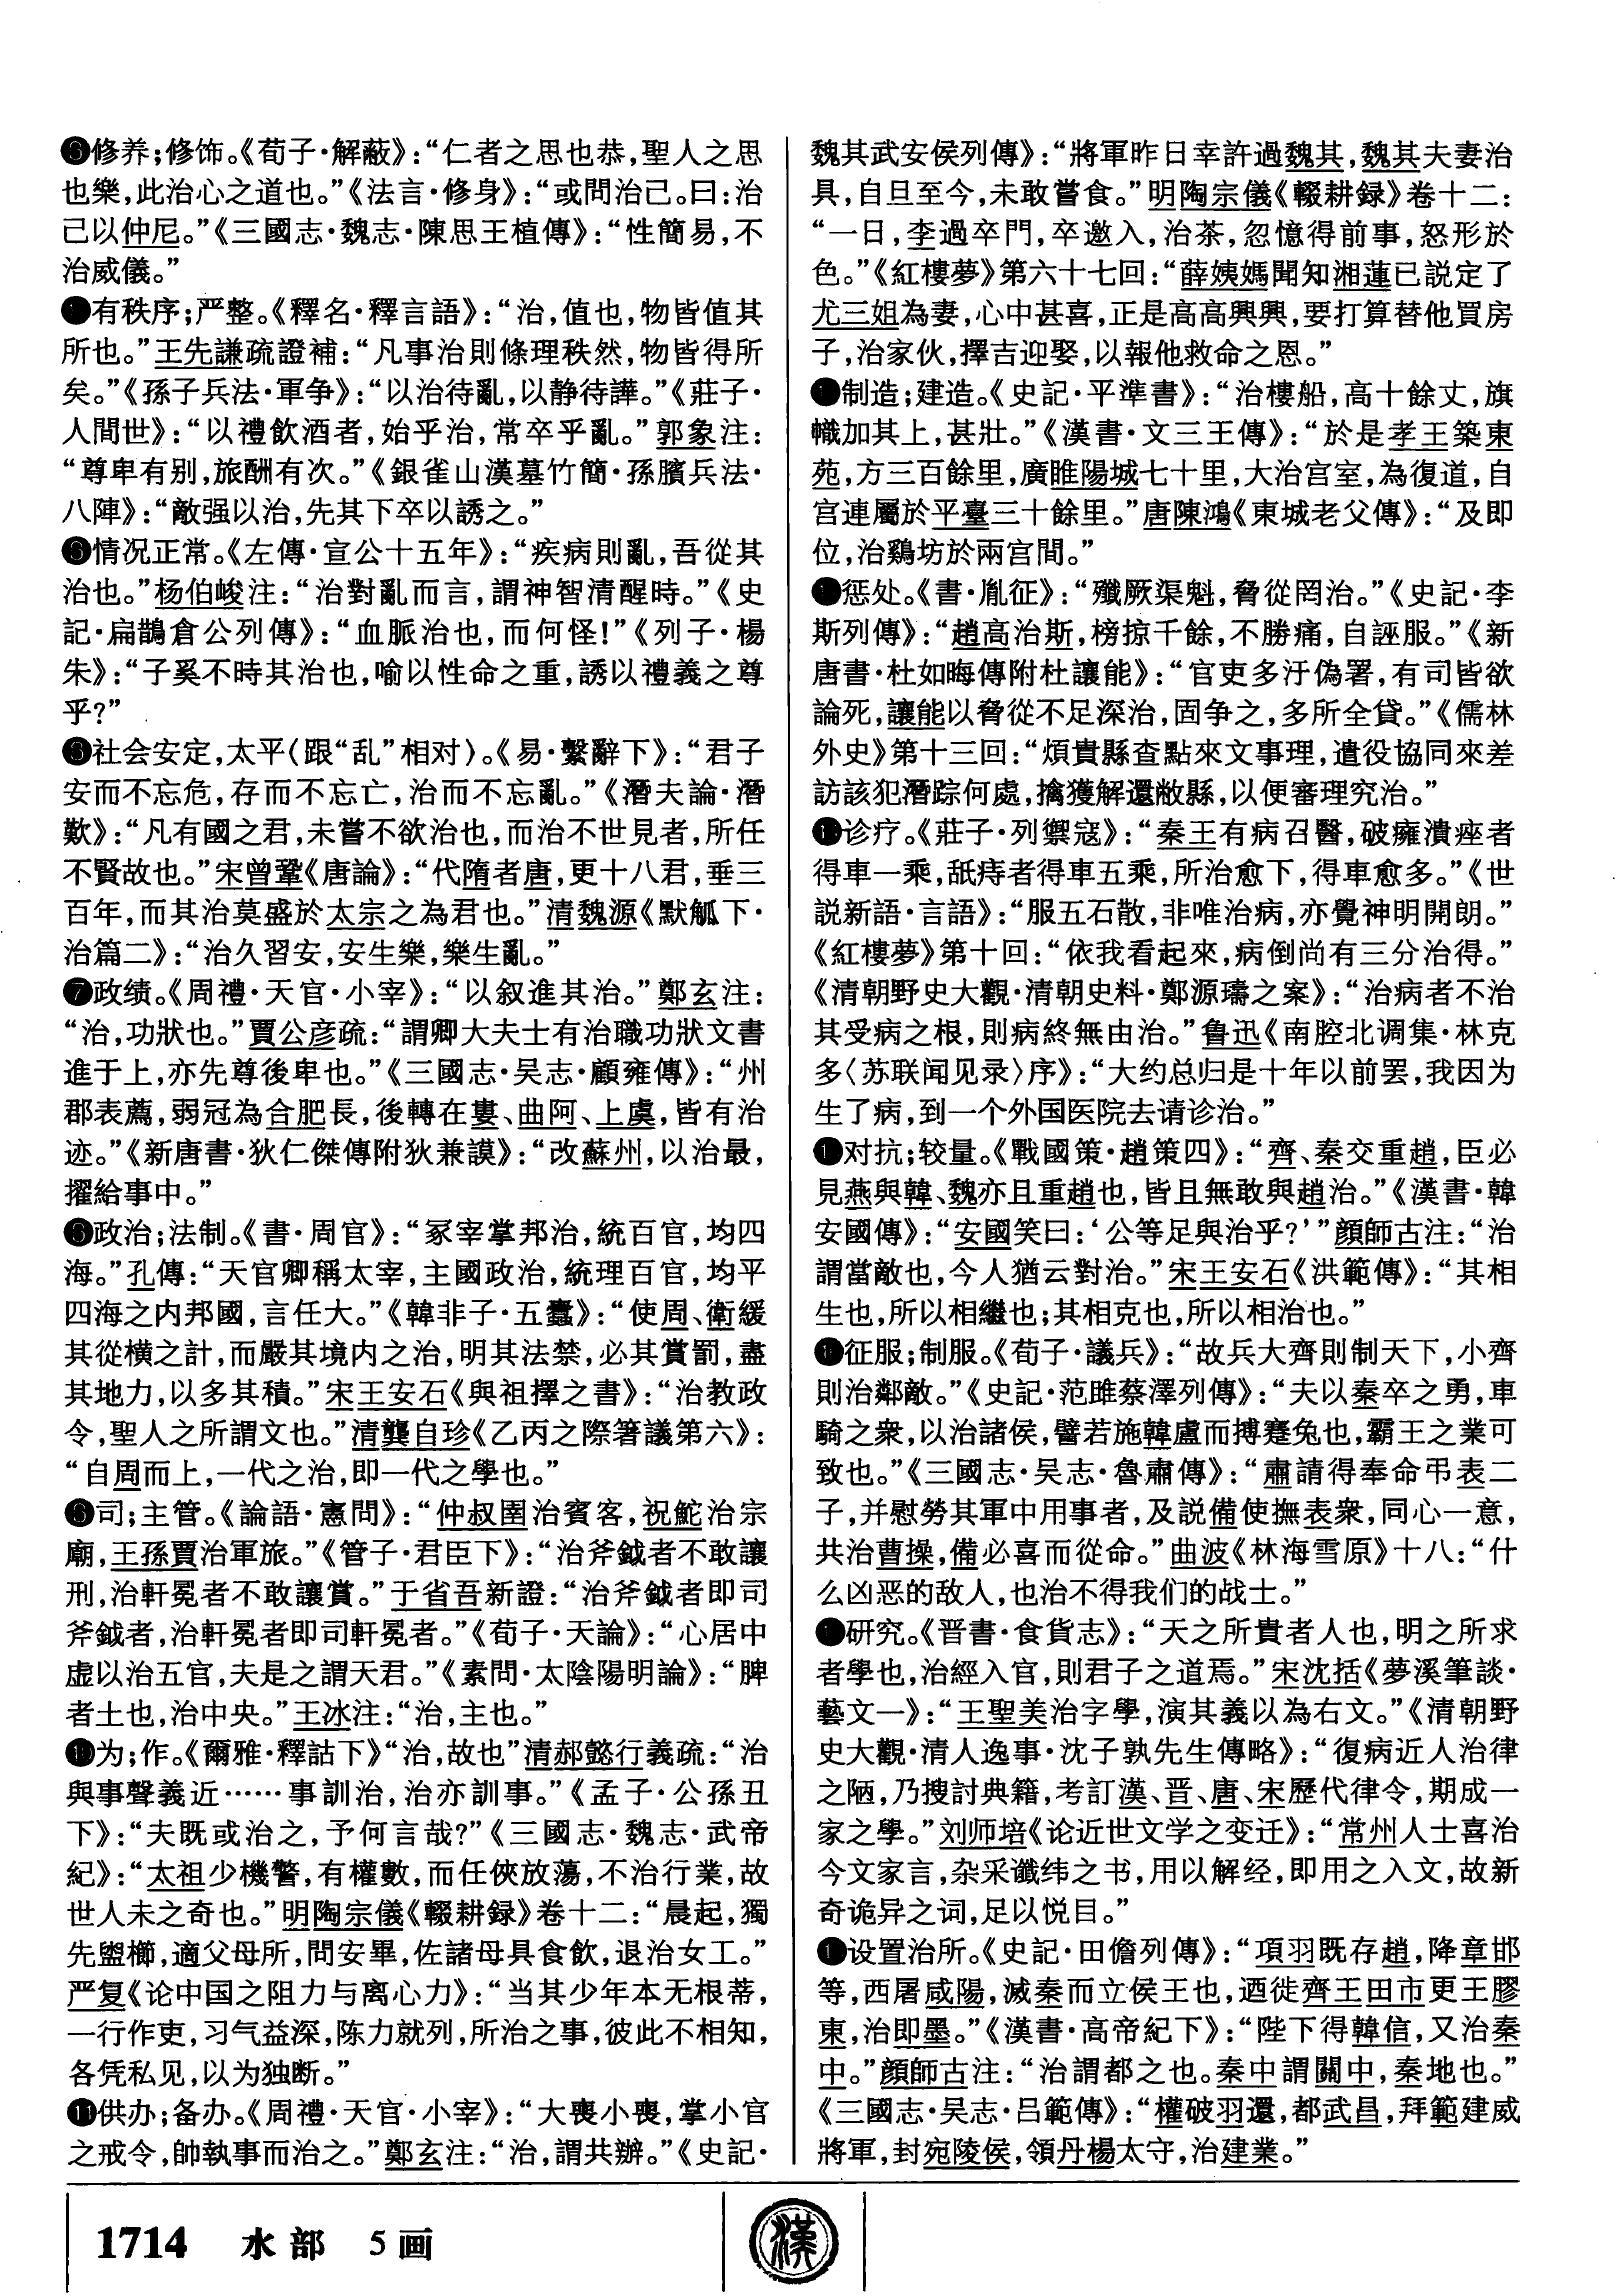 修养;修饰。《荀子·解蔽》:“仁者之思也恭,聖人之思
也樂,此治心之道也。”《法言·修身》:“或問治己。曰:治
己以仲尼。”《三國志·魏志·陳思王植傳》:“性簡易,不
治威儀。”
有秩序;严整。《釋名·釋言語》:“治,值也,物皆值其
所也。”王先謙疏證補:“凡事治則條理秩然,物皆得所
矣。”《孫子兵法·軍争》:“以治待亂,以静待譁。”《莊子·
人間世》:“以禮飲酒者,始乎治,常卒乎亂。”郭象注:
“尊卑有别,旅酬有次。”《銀雀山漢墓竹簡·孫臏兵法·
八陣》:“敵强以治,先其下卒以誘之。”
情况正常。《左傳·宣公十五年》:“疾病則亂,吾從其
治也。”杨伯峻注:“治對亂而言,謂神智清醒時。”《史
記·扁鵲倉公列傳》:“血脈治也,而何怪!”《列子·楊
朱》:“子奚不時其治也,喻以性命之重,誘以禮義之尊
乎?”
社会安定,太平(跟“乱”相对)。《易·繫辭下》:“君子
安而不忘危,存而不忘亡,治而不忘亂。”《潛夫論·潛
歎》:“凡有國之君,未嘗不欲治也,而治不世見者,所任
不賢故也。”宋曾鞏《唐論》:“代隋者唐,更十八君,垂三
百年,而其治莫盛於太宗之為君也。”清魏源《默觚下·
治篇二》:“治久習安,安生樂,樂生亂。”
❼政绩。《周禮·天官·小宰》:“以叙進其治。”鄭玄注:
“治,功狀也。”賈公彦疏:“謂卿大夫士有治職功狀文書
進于上,亦先尊後卑也。”《三國志·吴志·顧雍傳》:“州
郡表薦,弱冠為合肥長,後轉在婁、曲阿、上虞,皆有治
迹。”《新唐書·狄仁傑傳附狄兼謨》:“改蘇州,以治最,
擢給事中。”
政治;法制。《書·周官》:“冢宰掌邦治,統百官,均四
海。”孔傳:“天官卿稱太宰,主國政治,統理百官,均平
四海之内邦國,言任大。”《韓非子·五蠹》:“使周、衛緩
其從横之計,而嚴其境内之治,明其法禁,必其賞罰,盡
其地力,以多其積。”宋王安石《與祖擇之書》:“治教政
令,聖人之所謂文也。”清龔自珍《乙丙之際箸議第六》:
“自周而上,一代之治,即一代之學也。”
司;主管。《論語·憲問》:“仲叔圉治賓客,祝鮀治宗
廟,王孫賈治軍旅。”《管子·君臣下》:“治斧鉞者不敢讓
刑,治軒冕者不敢讓賞。”于省吾新證:“治斧鉞者即司
斧鉞者,治軒冕者即司軒冕者。”《荀子·天論》:“心居中
虚以治五官,夫是之謂天君。”《素問·太陰陽明論》:“脾
者土也,治中央。”王冰注:“治,主也。”
为;作。《爾雅·釋詁下》“治,故也”清郝懿行義疏:“治
與事聲義近……事訓治,治亦訓事。”《孟子·公孫丑
下》:“夫既或治之,予何言哉?”《三國志·魏志·武帝
紀》:“太祖少機警,有權數,而任俠放蕩,不治行業,故
世人未之奇也。”明陶宗儀《輟耕録》卷十二:“晨起,獨
先盥櫛,適父母所,問安畢,佐諸母具食飲,退治女工。”
严复《论中国之阻力与离心力》:“当其少年本无根蒂,
一行作吏,习气益深,陈力就列,所治之事,彼此不相知,
各凭私见,以为独断。”
⓫供办;备办。《周禮·天官·小宰》:“大喪小喪,掌小官
之戒令,帥執事而治之。”鄭玄注:“治,謂共辦。”《史記·
魏其武安侯列傳》:“將軍昨日幸許過魏其,魏其夫妻治
具,自旦至今,未敢嘗食。”明陶宗儀《輟耕録》卷十二:
“一日,李過卒門,卒邀入,治茶,忽憶得前事,怒形於
色。”《紅樓夢》第六十七回:“薛姨媽聞知湘蓮已説定了
尤三姐為妻,心中甚喜,正是高高興興,要打算替他買房
子,治家伙,擇吉迎娶,以報他救命之恩。”
制造;建造。《史記·平準書》:“治樓船,高十餘丈,旗
幟加其上,甚壯。”《漢書·文三王傳》:“於是孝王築東
苑,方三百餘里,廣睢陽城七十里,大治宫室,為復道,自
宫連屬於平臺三十餘里。”唐陳鴻《東城老父傳》:“及即
位,治鷄坊於兩宫間。”
惩处。《書·胤征》:“殲厥渠魁,脅從罔治。”《史記·李
斯列傳》:“趙高治斯,榜掠千餘,不勝痛,自誣服。”《新
唐書·杜如晦傳附杜讓能》:“官吏多汙偽署,有司皆欲
論死,讓能以脅從不足深治,固争之,多所全貸。”《儒林
外史》第十三回:“煩貴縣查點來文事理,遣役協同來差
訪該犯潛踪何處,擒獲解還敝縣,以便審理究治。”
诊疗。《莊子·列禦寇》:“秦王有病召醫,破癰潰痤者
得車一乘,舐痔者得車五乘,所治愈下,得車愈多。”《世
説新語·言語》:“服五石散,非唯治病,亦覺神明開朗。”
《紅樓夢》第十回:“依我看起來,病倒尚有三分治得。”
《清朝野史大觀·清朝史料·鄭源璹之案》:“治病者不治
其受病之根,則病終無由治。”鲁迅《南腔北调集·林克
多〈苏联闻见录〉序》:“大约总归是十年以前罢,我因为
生了病,到一个外国医院去请诊治。”
对抗;较量。《戰國策·趙策四》:“齊、秦交重趙,臣必
見燕與韓、魏亦且重趙也,皆且無敢與趙治。”《漢書·韓
安國傳》:“安國笑曰:‘公等足與治乎?’”顔師古注:“治
謂當敵也,今人猶云對治。”宋王安石《洪範傳》:“其相
生也,所以相繼也;其相克也,所以相治也。”
征服;制服。《荀子·議兵》:“故兵大齊則制天下,小齊
則治鄰敵。”《史記·范雎蔡澤列傳》:“夫以秦卒之勇,車
騎之衆,以治諸侯,譬若施韓盧而搏蹇兔也,霸王之業可
致也。”《三國志·吴志·魯肅傳》:“肅請得奉命弔表二
子,并慰勞其軍中用事者,及説備使撫表衆,同心一意,
共治曹操,備必喜而從命。”曲波《林海雪原》十八:“什
么凶恶的敌人,也治不得我们的战士。”
研究。《晋書·食貨志》:“天之所貴者人也,明之所求
者學也,治經入官,則君子之道焉。”宋沈括《夢溪筆談·
藝文一》:“王聖美治字學,演其義以為右文。”《清朝野
史大觀·清人逸事·沈子孰先生傳略》:“復病近人治律
之陋,乃搜討典籍,考訂漢、晋、唐、宋歷代律令,期成一
家之學。”刘师培《论近世文学之变迁》:“常州人士喜治
今文家言,杂采谶纬之书,用以解经,即用之入文,故新
奇诡异之词,足以悦目。”
设置治所。《史記·田儋列傳》:“項羽既存趙,降章邯
等,西屠咸陽,滅秦而立侯王也,迺徙齊王田市更王膠
東,治即墨。”《漢書·高帝紀下》:“陛下得韓信,又治秦
中。”顔師古注:“治謂都之也。秦中謂關中,秦地也。”
《三國志·吴志·吕範傳》:“權破羽還,都武昌,拜範建威
將軍,封宛陵侯,領丹楊太守,治建業。”
1714 水部 5画
漢